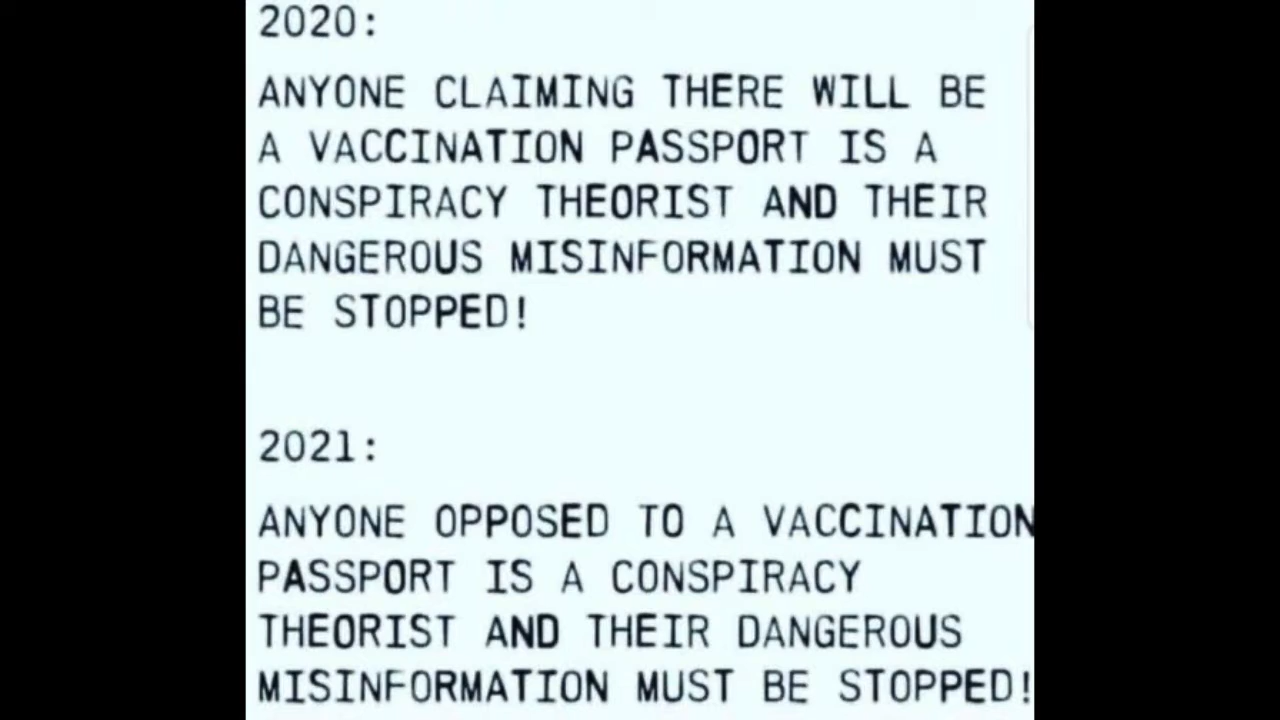 2020:
ANYONE CLAIMING THERE WILL BE
A VACCINATION PASSPORT IS A
CONSPIRACY THEORIST AND THEIR
DANGEROUS MISINFORMATION MUST
BE STOPPED!
2021:
ANYONE OPPOSED TO A VACCINATION
PASSPORT IS A CONSPIRACY
THEORIST AND THEIR DANGEROUS
MISINFORMATION MUST BE STOPPED!